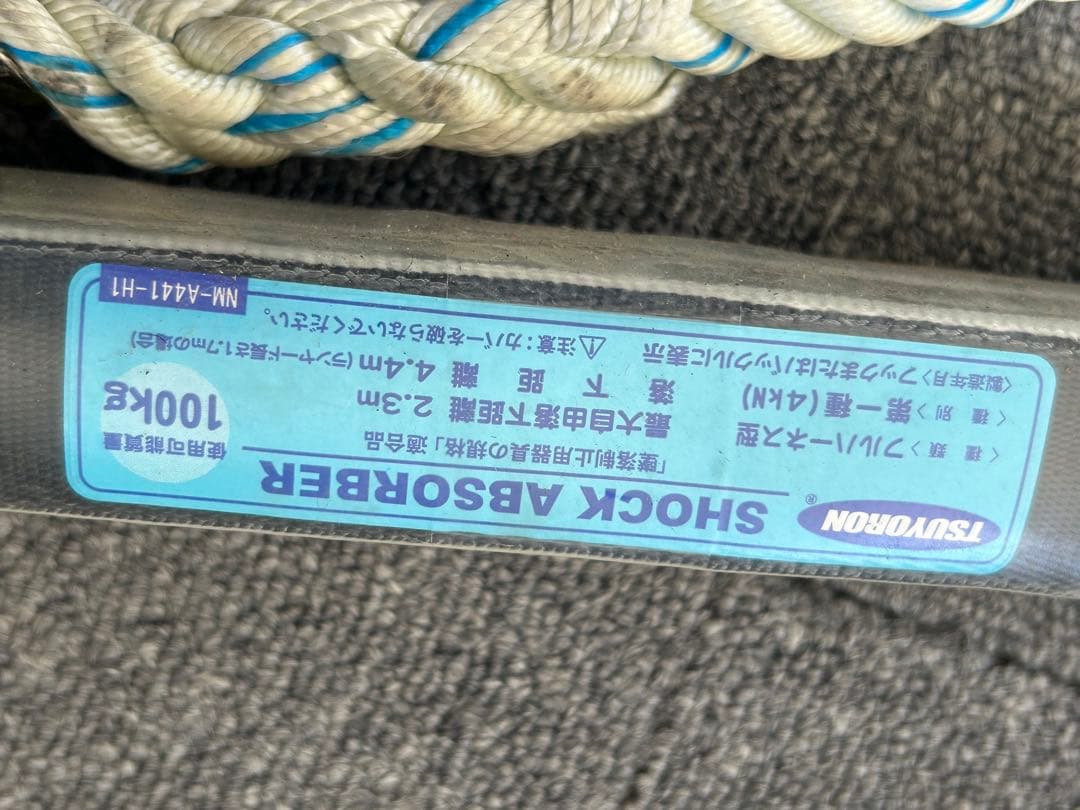 TSUYORON®
SHOCK ABSORBER
「墜落制止用器具の規格」適合品
使用可能質量
100kg
〈種類〉フルハーネス型
〈種別〉第一種(4kN)
〈製造年月〉フックまたはバックルに表示
最大自由落下距離 2.3m
落下距離 4.4m(ランヤード長さ1.7mの場合)
⚠注意:カバーを破らないでください。
NM-A441-H1